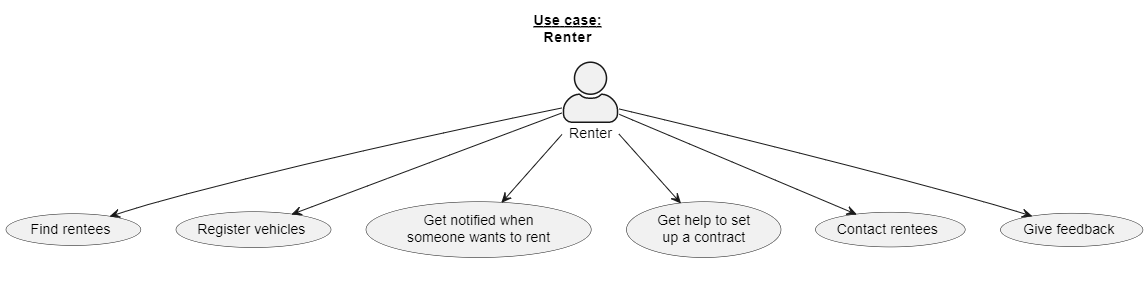 Use case:
Renter
Renter
Find rentees
Register vehicles
Get notified when
someone wants to rent
Get help to set
up a contract
Contact rentees
Give feedback